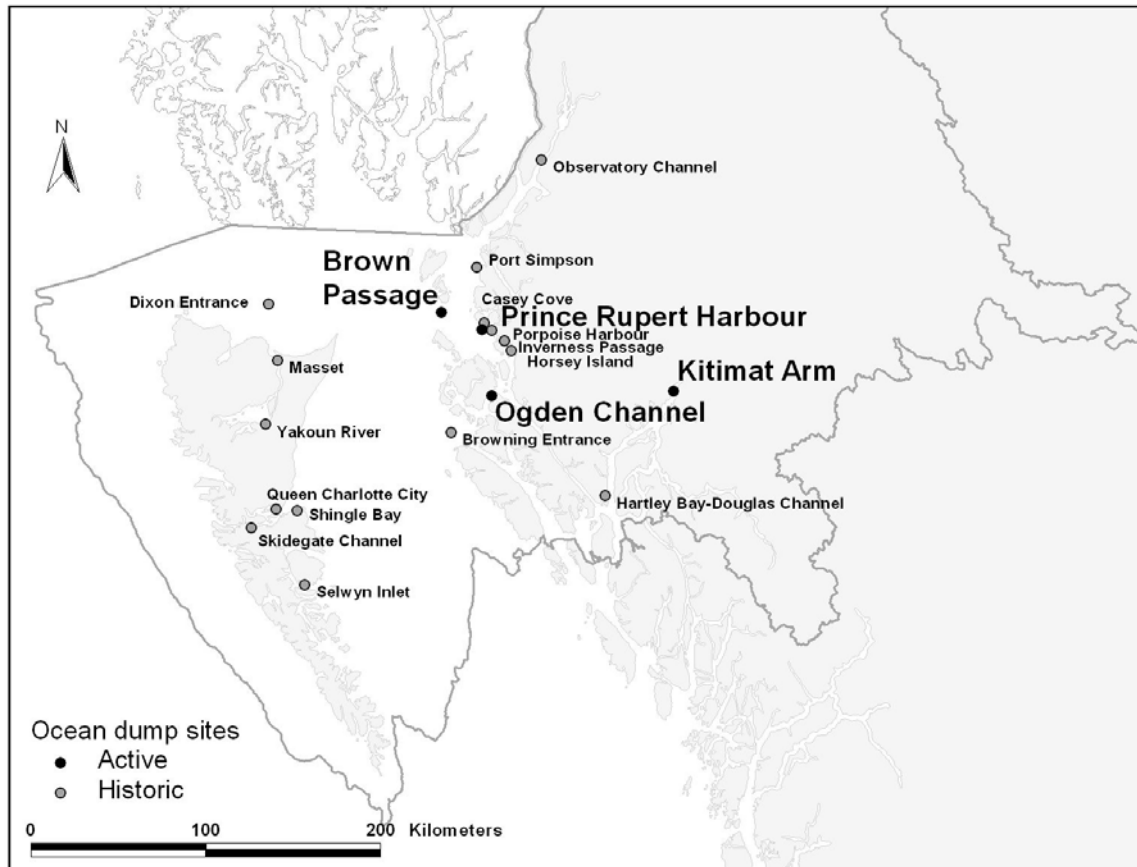 N
Observatory Channel
Port Simpson
Brown
Passage
Dixon Entrance
Casey Cove
Prince Rupert Harbour
Porpoise Harbour
Inverness Passage
Horsey Island
Masset
Kitimat Arm
Ogden Channel
Yakoun River
Browning Entrance
Queen Charlotte City
Shingle Bay
Hartley Bay-Douglas Channel
Skidegate Channel
Selwyn Inlet
Ocean dump sites
Active
Historic
0 100 200 Kilometers